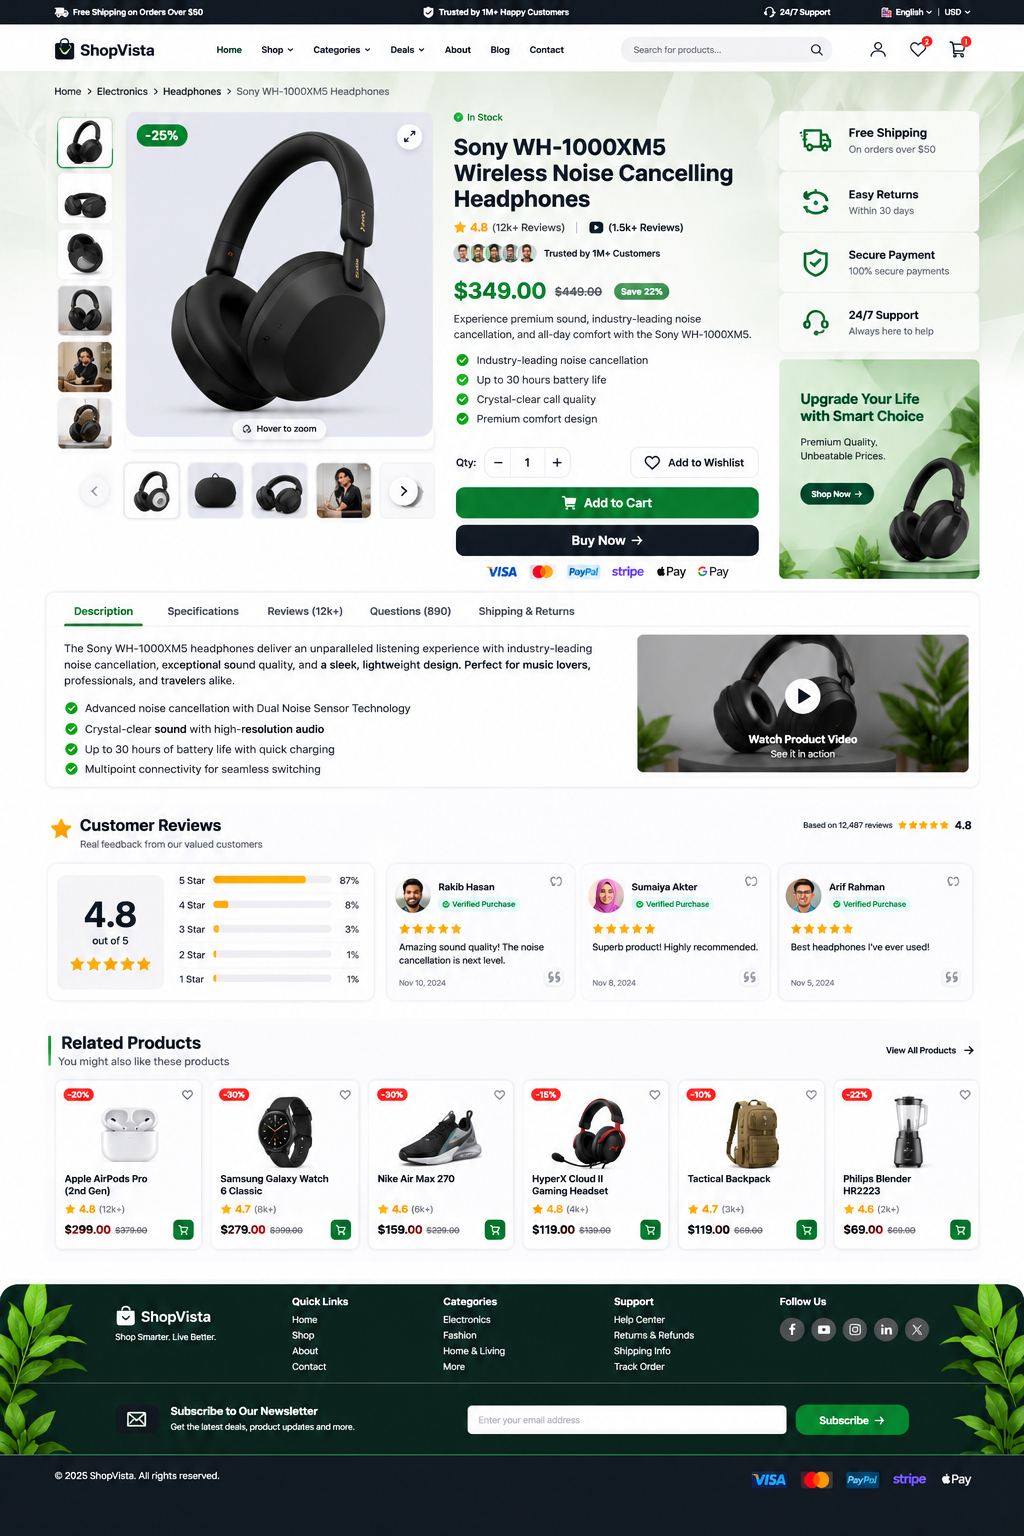 Free Shipping on Orders Over $50
Trusted by 1M+ Happy Customers
24/7 Support
English
USD
ShopVista
Home
Shop
Categories
Deals
About
Blog
Contact
Search for products...
2
1
Home > Electronics > Headphones > Sony WH-1000XM5 Headphones
-25%
Hover to zoom
In Stock
Sony WH-1000XM5
Wireless Noise Cancelling
Headphones
4.8 (12k+ Reviews)
(1.5k+ Reviews)
Trusted by 1M+ Customers
$349.00 $449.00 Save 22%
Experience premium sound, industry-leading noise
cancellation, and all-day comfort with the Sony WH-1000XM5.
Industry-leading noise cancellation
Up to 30 hours battery life
Crystal-clear call quality
Premium comfort design
Qty: − 1 +
Add to Wishlist
Add to Cart
Buy Now →
VISA
PayPal
stripe
Pay
G Pay
Free Shipping
On orders over $50
Easy Returns
Within 30 days
Secure Payment
100% secure payments
24/7 Support
Always here to help
Upgrade Your Life
with Smart Choice
Premium Quality,
Unbeatable Prices.
Shop Now →
Description
Specifications
Reviews (12k+)
Questions (890)
Shipping & Returns
The Sony WH-1000XM5 headphones deliver an unparalleled listening experience with industry-leading
noise cancellation, exceptional sound quality, and a sleek, lightweight design. Perfect for music lovers,
professionals, and travelers alike.
Advanced noise cancellation with Dual Noise Sensor Technology
Crystal-clear sound with high-resolution audio
Up to 30 hours of battery life with quick charging
Multipoint connectivity for seamless switching
Watch Product Video
See it in action
Customer Reviews
Real feedback from our valued customers
Based on 12,487 reviews
4.8
4.8
out of 5
5 Star 87%
4 Star 8%
3 Star 3%
2 Star 1%
1 Star 1%
Rakib Hasan
Verified Purchase
Amazing sound quality! The noise
cancellation is next level.
Nov 10, 2024
Sumaiya Akter
Verified Purchase
Superb product! Highly recommended.
Nov 8, 2024
Arif Rahman
Verified Purchase
Best headphones I've ever used!
Nov 5, 2024
Related Products
You might also like these products
View All Products →
-20%
Apple AirPods Pro
(2nd Gen)
4.8 (12k+)
$299.00 $379.00
-30%
Samsung Galaxy Watch
6 Classic
4.7 (8k+)
$279.00 $399.00
-30%
Nike Air Max 270
4.6 (6k+)
$159.00 $229.00
-15%
HyperX Cloud II
Gaming Headset
4.8 (4k+)
$119.00 $139.00
-10%
Tactical Backpack
4.7 (3k+)
$119.00 $69.00
-22%
Philips Blender
HR2223
4.6 (2k+)
$69.00 $69.00
ShopVista
Shop Smarter. Live Better.
Quick Links
Home
Shop
About
Contact
Categories
Electronics
Fashion
Home & Living
More
Support
Help Center
Returns & Refunds
Shipping Info
Track Order
Follow Us
Subscribe to Our Newsletter
Get the latest deals, product updates and more.
Enter your email address
Subscribe →
© 2025 ShopVista. All rights reserved.
VISA
PayPal
stripe
Pay